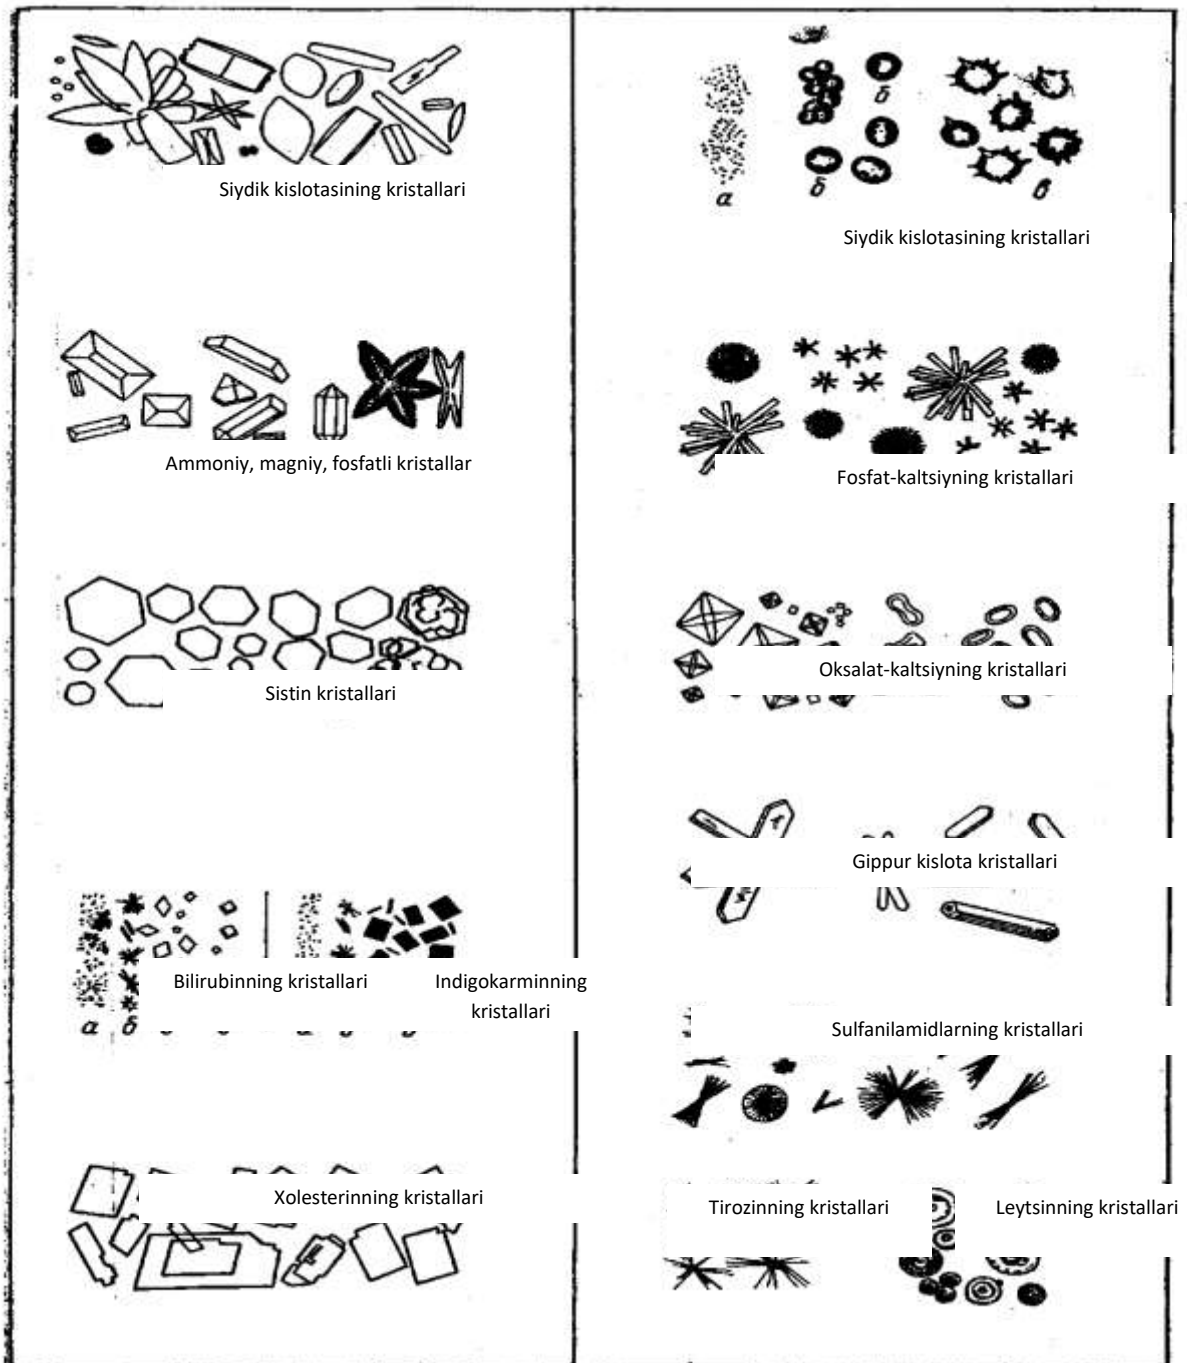 Siydik kislotasining kristallari
Ammoniy, magniy, fosfatli kristallar
Sistin kristallari
Bilirubinning kristallari
Indigokarminning
kristallari
а б
Xolesterinning kristallari
б
а б в
Siydik kislotasining kristallari
Fosfat-kaltsiyning kristallari
Oksalat-kaltsiyning kristallari
Gippur kislota kristallari
Sulfanilamidlarning kristallari
Tirozinning kristallari
Leytsinning kristallari